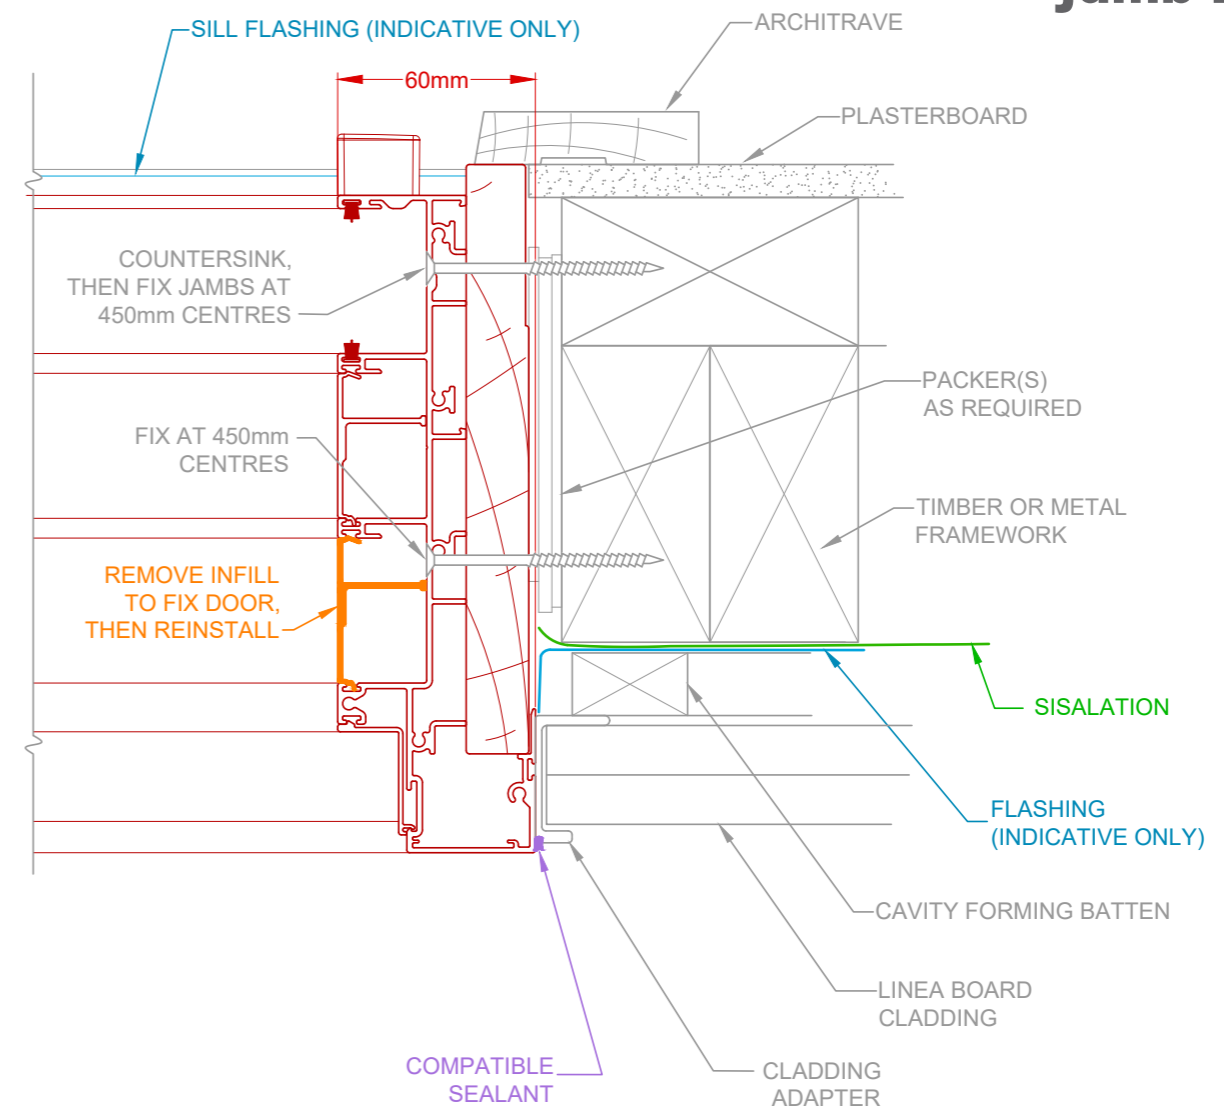 SILL FLASHING (INDICATIVE ONLY)
ARCHITRAVE
60mm
PLASTERBOARD
COUNTERSINK,
THEN FIX JAMBS AT
450mm CENTRES
PACKER(S)
AS REQUIRED
FIX AT 450mm
CENTRES
TIMBER OR METAL
FRAMEWORK
REMOVE INFILL
TO FIX DOOR,
THEN REINSTALL
SISALATION
FLASHING
(INDICATIVE ONLY)
CAVITY FORMING BATTEN
LINEA BOARD
CLADDING
COMPATIBLE
SEALANT
CLADDING
ADAPTER